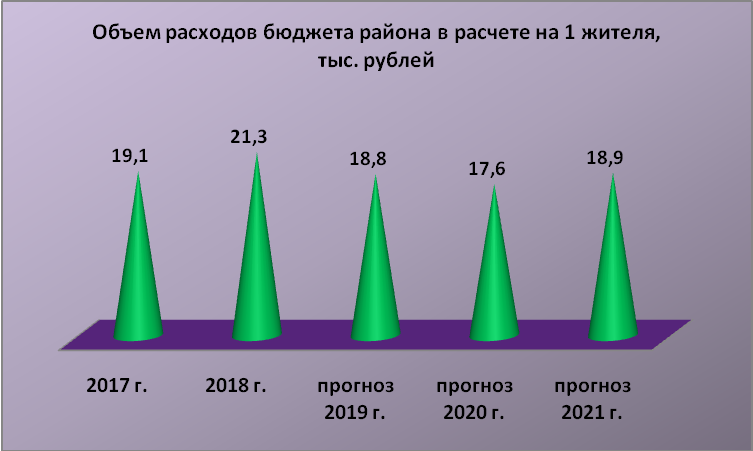 Объем расходов бюджета района в расчете на 1 жителя,
тыс. рублей
19,1
21,3
18,8
17,6
18,9
2017 г.
2018 г.
прогноз
2019 г.
прогноз
2020 г.
прогноз
2021 г.